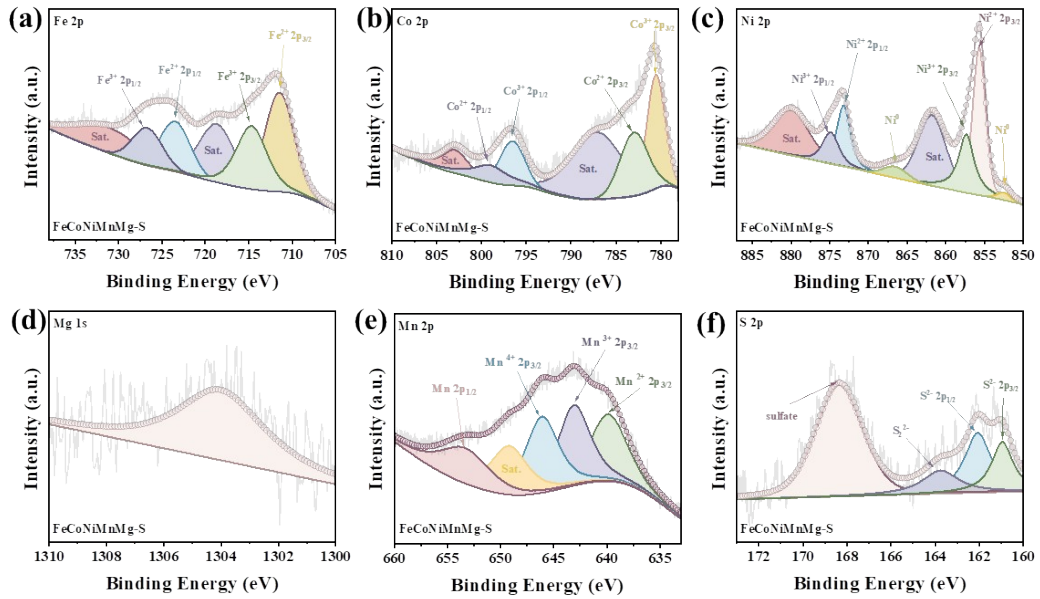 (a)
Fe 2p
Fe³⁺ 2p₁/₂
Fe²⁺ 2p₁/₂
Fe³⁺ 2p₃/₂
Fe²⁺ 2p₃/₂
Sat.
Sat.
FeCoNiMnMg-S
Intensity (a.u.)
735 730 725 720 715 710 705
Binding Energy (eV)
(b)
Co 2p
Co²⁺ 2p₁/₂
Co³⁺ 2p₁/₂
Co²⁺ 2p₃/₂
Co³⁺ 2p₃/₂
Sat.
Sat.
FeCoNiMnMg-S
Intensity (a.u.)
810 804 798 792 786 780
Binding Energy (eV)
(c)
Ni 2p
Ni³⁺ 2p₁/₂
Ni²⁺ 2p₁/₂
Ni⁰
Ni³⁺ 2p₃/₂
Ni²⁺ 2p₃/₂
Ni⁰
Sat.
Sat.
FeCoNiMnMg-S
Intensity (a.u.)
885 880 875 870 865 860 855 850
Binding Energy (eV)
(d)
Mg 1s
FeCoNiMnMg-S
Intensity (a.u.)
1310 1308 1306 1304 1302 1300
Binding Energy (eV)
(e)
Mn 2p
Mn 2p₁/₂
Mn ⁴⁺ 2p₃/₂
Mn ³⁺ 2p₃/₂
Mn ²⁺ 2p₃/₂
Sat.
FeCoNiMnMg-S
Intensity (a.u.)
660 655 650 645 640 635
Binding Energy (eV)
(f)
S 2p
sulfate
S₂²⁻
S²⁻ 2p₁/₂
S²⁻ 2p₃/₂
FeCoNiMnMg-S
Intensity (a.u.)
172 170 168 166 164 162 160
Binding Energy (eV)